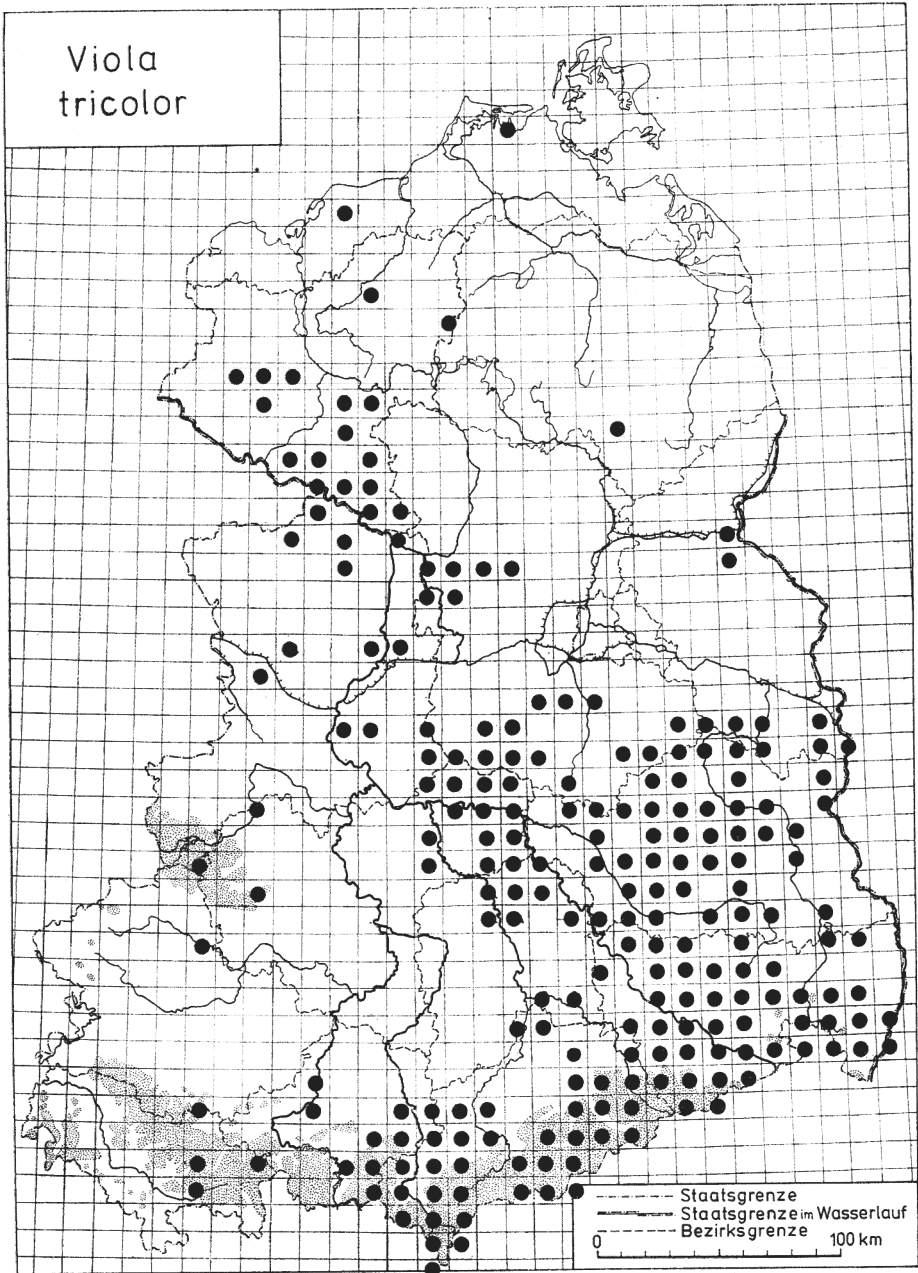 Viola
tricolor
Staatsgrenze
Staatsgrenze im Wasserlauf
Bezirksgrenze
0 100 km